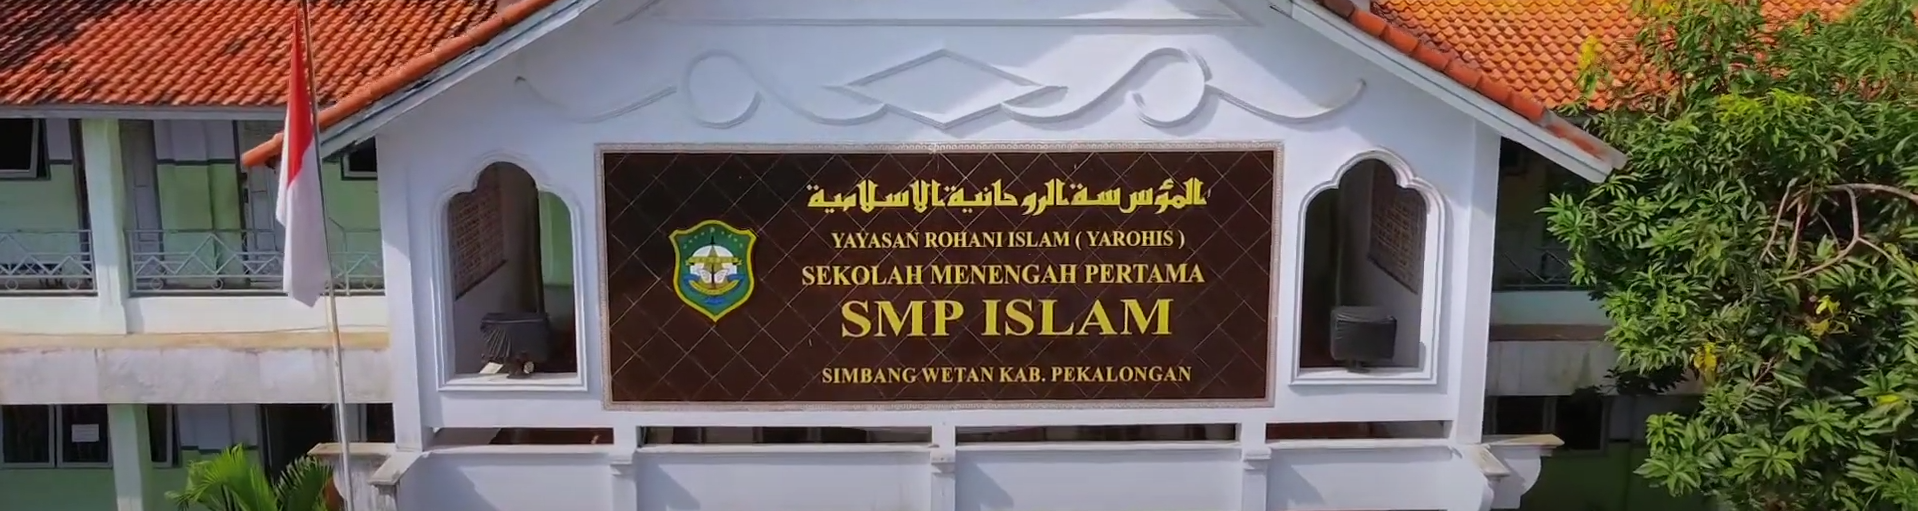 المؤسسة الروحانية الاسلامية
YAYASAN ROHANI ISLAM ( YAROHIS )
SEKOLAH MENENGAH PERTAMA
SMP ISLAM
SIMBANG WETAN KAB. PEKALONGAN